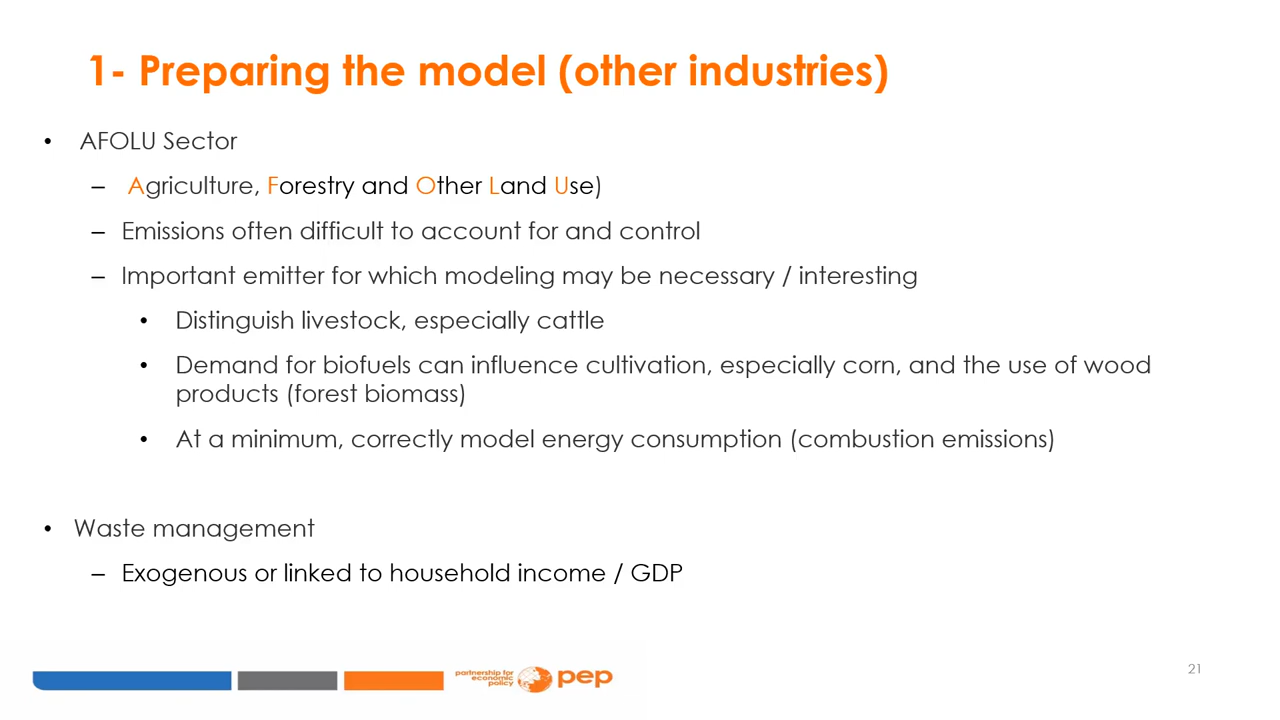 1- Preparing the model (other industries)
• AFOLU Sector
– Agriculture, Forestry and Other Land Use)
– Emissions often difficult to account for and control
– Important emitter for which modeling may be necessary / interesting
• Distinguish livestock, especially cattle
• Demand for biofuels can influence cultivation, especially corn, and the use of wood
products (forest biomass)
• At a minimum, correctly model energy consumption (combustion emissions)
• Waste management
– Exogenous or linked to household income / GDP
partnership for
economic
policy
pep
21